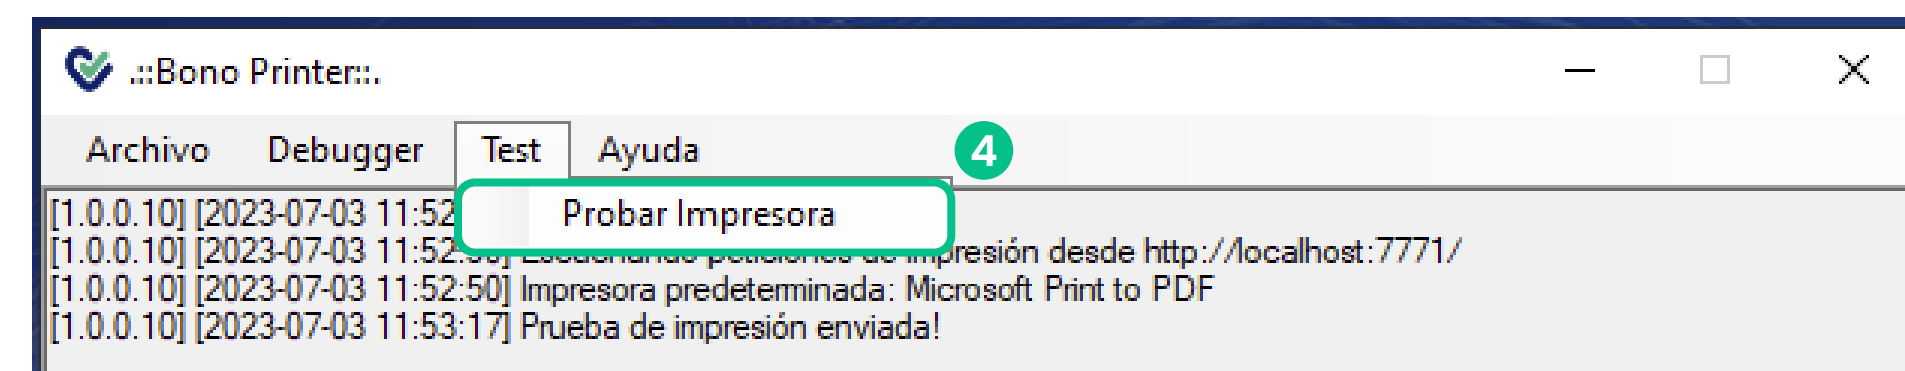 .:::Bono Printer:::.
Archivo Debugger Test Ayuda 4
Probar Impresora
[1.0.0.10] [2023-07-03 11:52
[1.0.0.10] [2023-07-03 11:52: peticiones de impresión desde http://localhost:7771/
[1.0.0.10] [2023-07-03 11:52:50] Impresora predeterminada: Microsoft Print to PDF
[1.0.0.10] [2023-07-03 11:53:17] Prueba de impresión enviada!